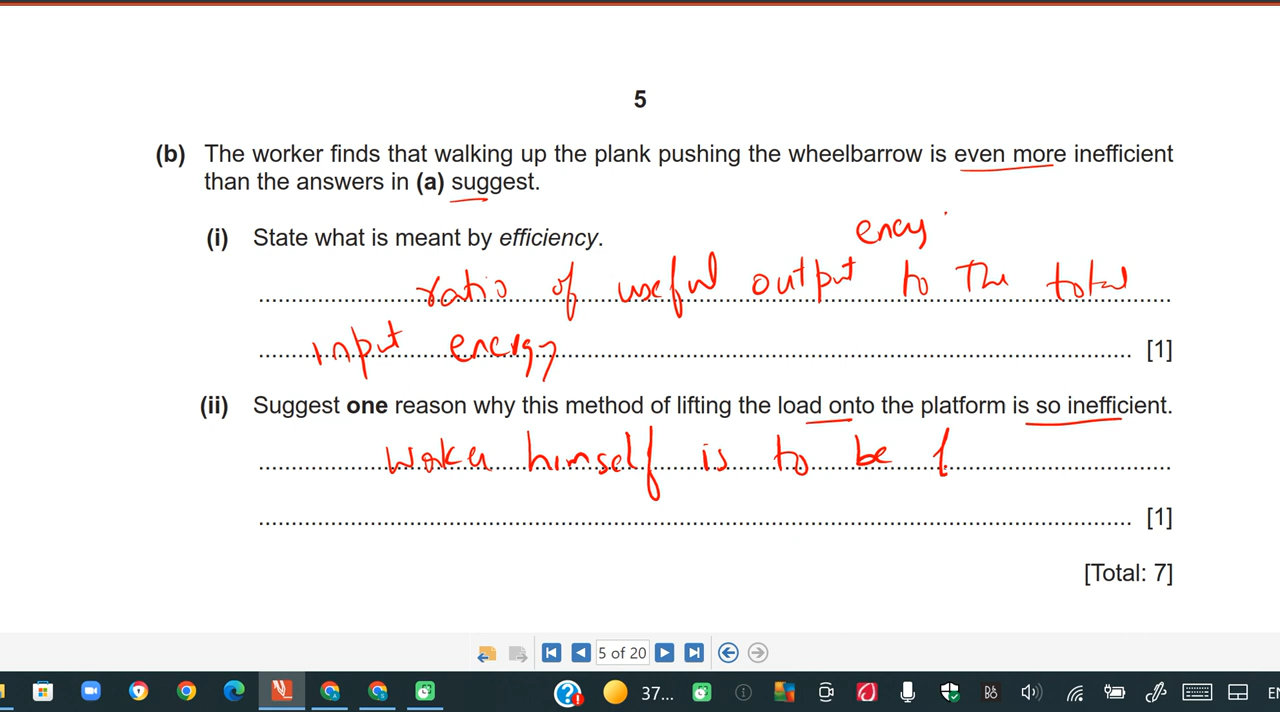 5
(b) The worker finds that walking up the plank pushing the wheelbarrow is even more inefficient
than the answers in (a) suggest.
(i) State what is meant by efficiency.
energy
ratio of useful output to the total
input energy
[1]
(ii) Suggest one reason why this method of lifting the load onto the platform is so inefficient.
himself is to be
[1]
[Total: 7]
5 of 20
37...
EN